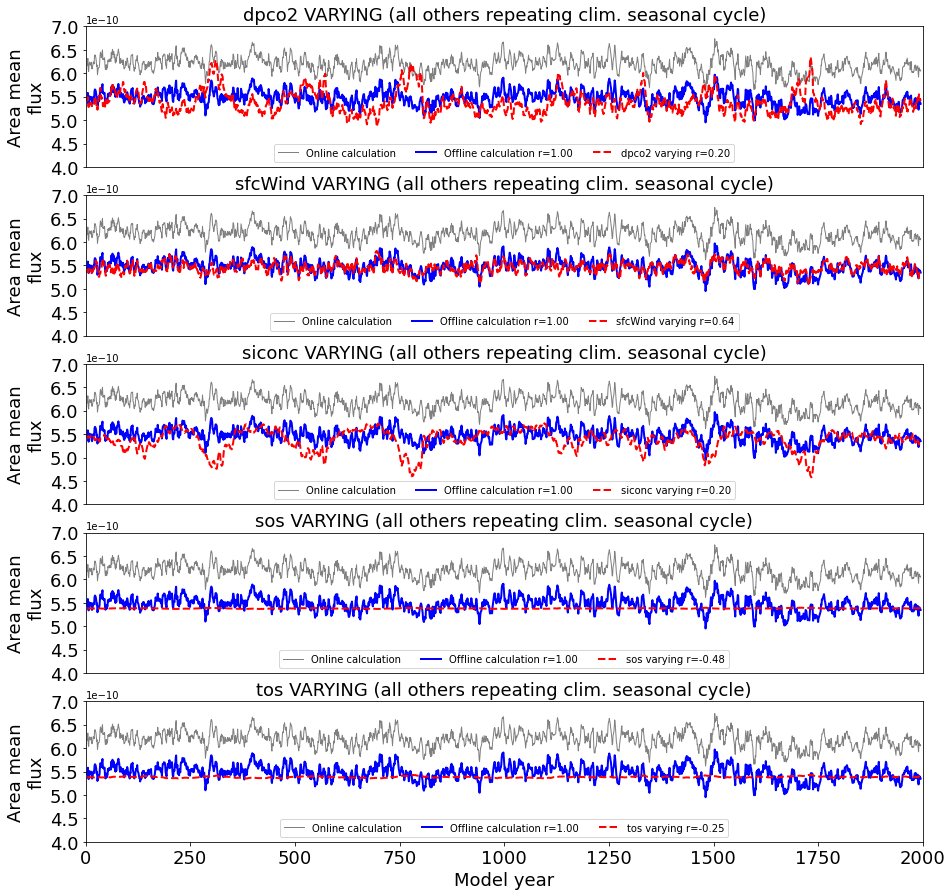 dpco2 VARYING (all others repeating clim. seasonal cycle)
1e−10
7.0
6.5
6.0
5.5
5.0
4.5
4.0
Area mean
flux
Online calculation
Offline calculation r=1.00
dpco2 varying r=0.20
sfcWind VARYING (all others repeating clim. seasonal cycle)
1e−10
7.0
6.5
6.0
5.5
5.0
4.5
4.0
Area mean
flux
Online calculation
Offline calculation r=1.00
sfcWind varying r=0.64
siconc VARYING (all others repeating clim. seasonal cycle)
1e−10
7.0
6.5
6.0
5.5
5.0
4.5
4.0
Area mean
flux
Online calculation
Offline calculation r=1.00
siconc varying r=0.20
sos VARYING (all others repeating clim. seasonal cycle)
1e−10
7.0
6.5
6.0
5.5
5.0
4.5
4.0
Area mean
flux
Online calculation
Offline calculation r=1.00
sos varying r=-0.48
tos VARYING (all others repeating clim. seasonal cycle)
1e−10
7.0
6.5
6.0
5.5
5.0
4.5
4.0
Area mean
flux
Online calculation
Offline calculation r=1.00
tos varying r=-0.25
0 250 500 750 1000 1250 1500 1750 2000
Model year